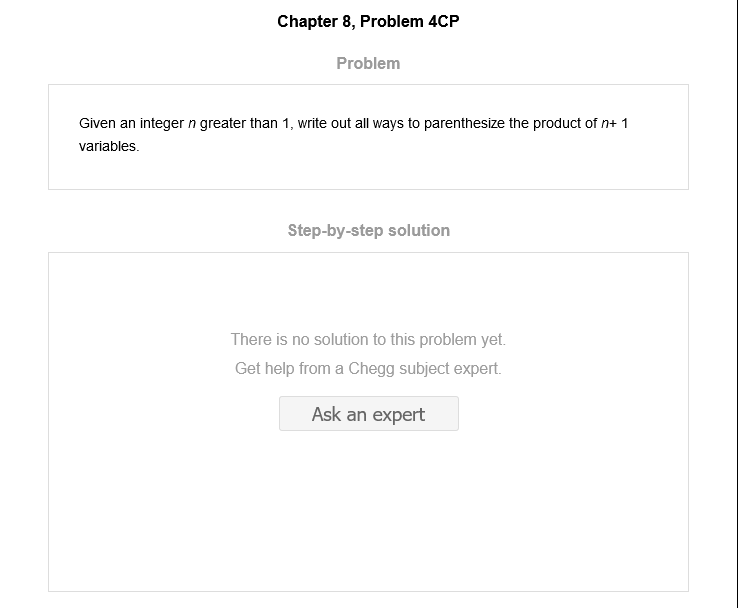 Chapter 8, Problem 4CP
Problem
Given an integer n greater than 1, write out all ways to parenthesize the product of n+ 1
variables.
Step-by-step solution
There is no solution to this problem yet.
Get help from a Chegg subject expert.
Ask an expert